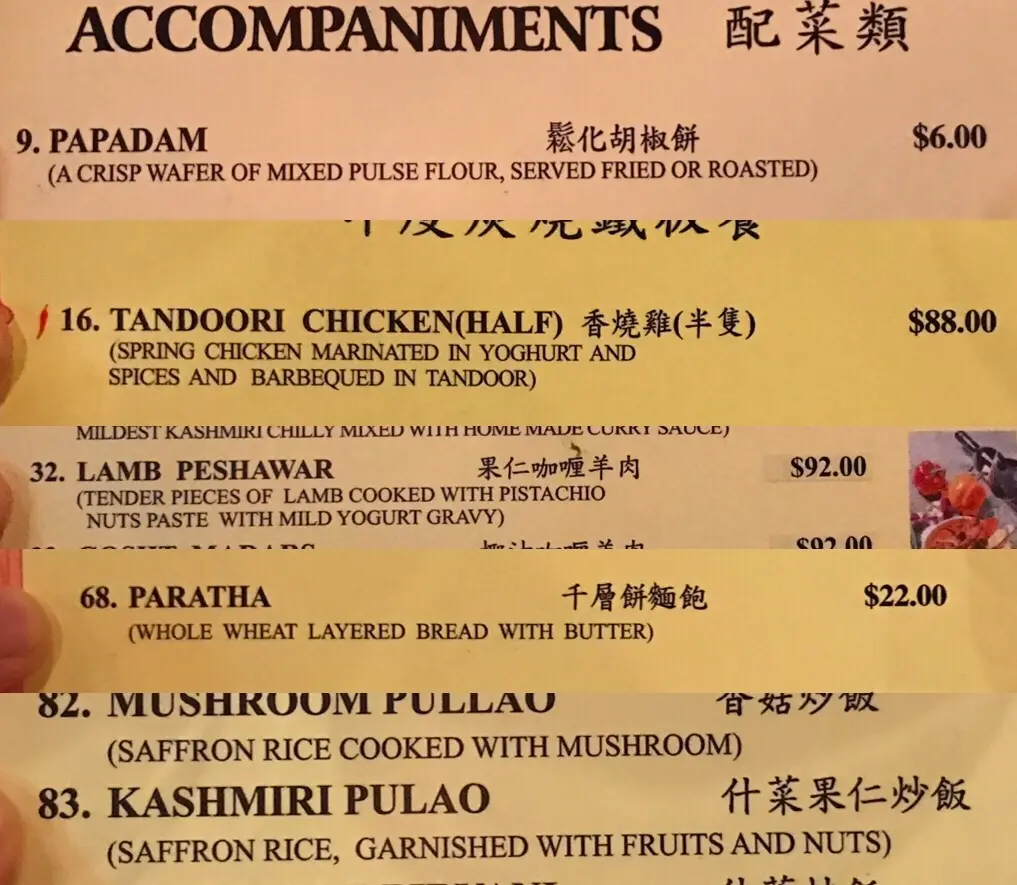 ACCOMPANIMENTS 配菜類
9. PAPADAM 鬆化胡椒餅 $6.00
(A CRISP WAFER OF MIXED PULSE FLOUR, SERVED FRIED OR ROASTED)
16. TANDOORI CHICKEN(HALF) 香燒雞(半隻) $88.00
(SPRING CHICKEN MARINATED IN YOGHURT AND
SPICES AND BARBEQUED IN TANDOOR)
MILDEST KASHMIRI CHILLY MIXED WITH HOME MADE CURRY SAUCE)
32. LAMB PESHAWAR 果仁咖喱羊肉 $92.00
(TENDER PIECES OF LAMB COOKED WITH PISTACHIO
NUTS PASTE WITH MILD YOGURT GRAVY)
$92.00
68. PARATHA 千層餅麵飽 $22.00
(WHOLE WHEAT LAYERED BREAD WITH BUTTER)
82. MUSHROOM PULLAO 香菇炒飯
(SAFFRON RICE COOKED WITH MUSHROOM)
83. KASHMIRI PULAO 什菜果仁炒飯
(SAFFRON RICE, GARNISHED WITH FRUITS AND NUTS)